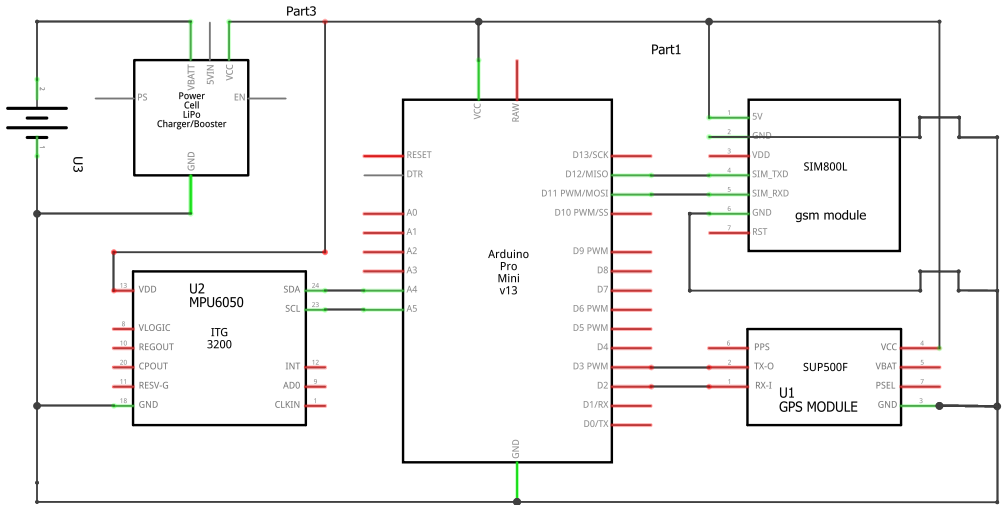 Part3
Part1
U3
2
1
VBATT
5VIN
VCC
PS
EN
Power
Cell
LiPo
Charger/Booster
GND
VCC
RAW
RESET
DTR
A0
A1
A2
A3
A4
A5
D13/SCK
D12/MISO
D11 PWM/MOSI
D10 PWM/SS
D9 PWM
D8
D7
D6 PWM
D5 PWM
D4
D3 PWM
D2
D1/RX
D0/TX
Arduino
Pro
Mini
v13
GND
1 5V
2 GND
3 VDD
4 SIM_TXD
5 SIM_RXD
6 GND
7 RST
SIM800L
gsm module
U2
MPU6050
ITG
3200
13 VDD
8 VLOGIC
10 REGOUT
20 CPOUT
11 RESV-G
18 GND
SDA 24
SCL 23
INT 12
AD0 9
CLKIN 1
6 PPS
2 TX-O
1 RX-I
SUP500F
U1
GPS MODULE
VCC 4
VBAT 5
PSEL 7
GND 3